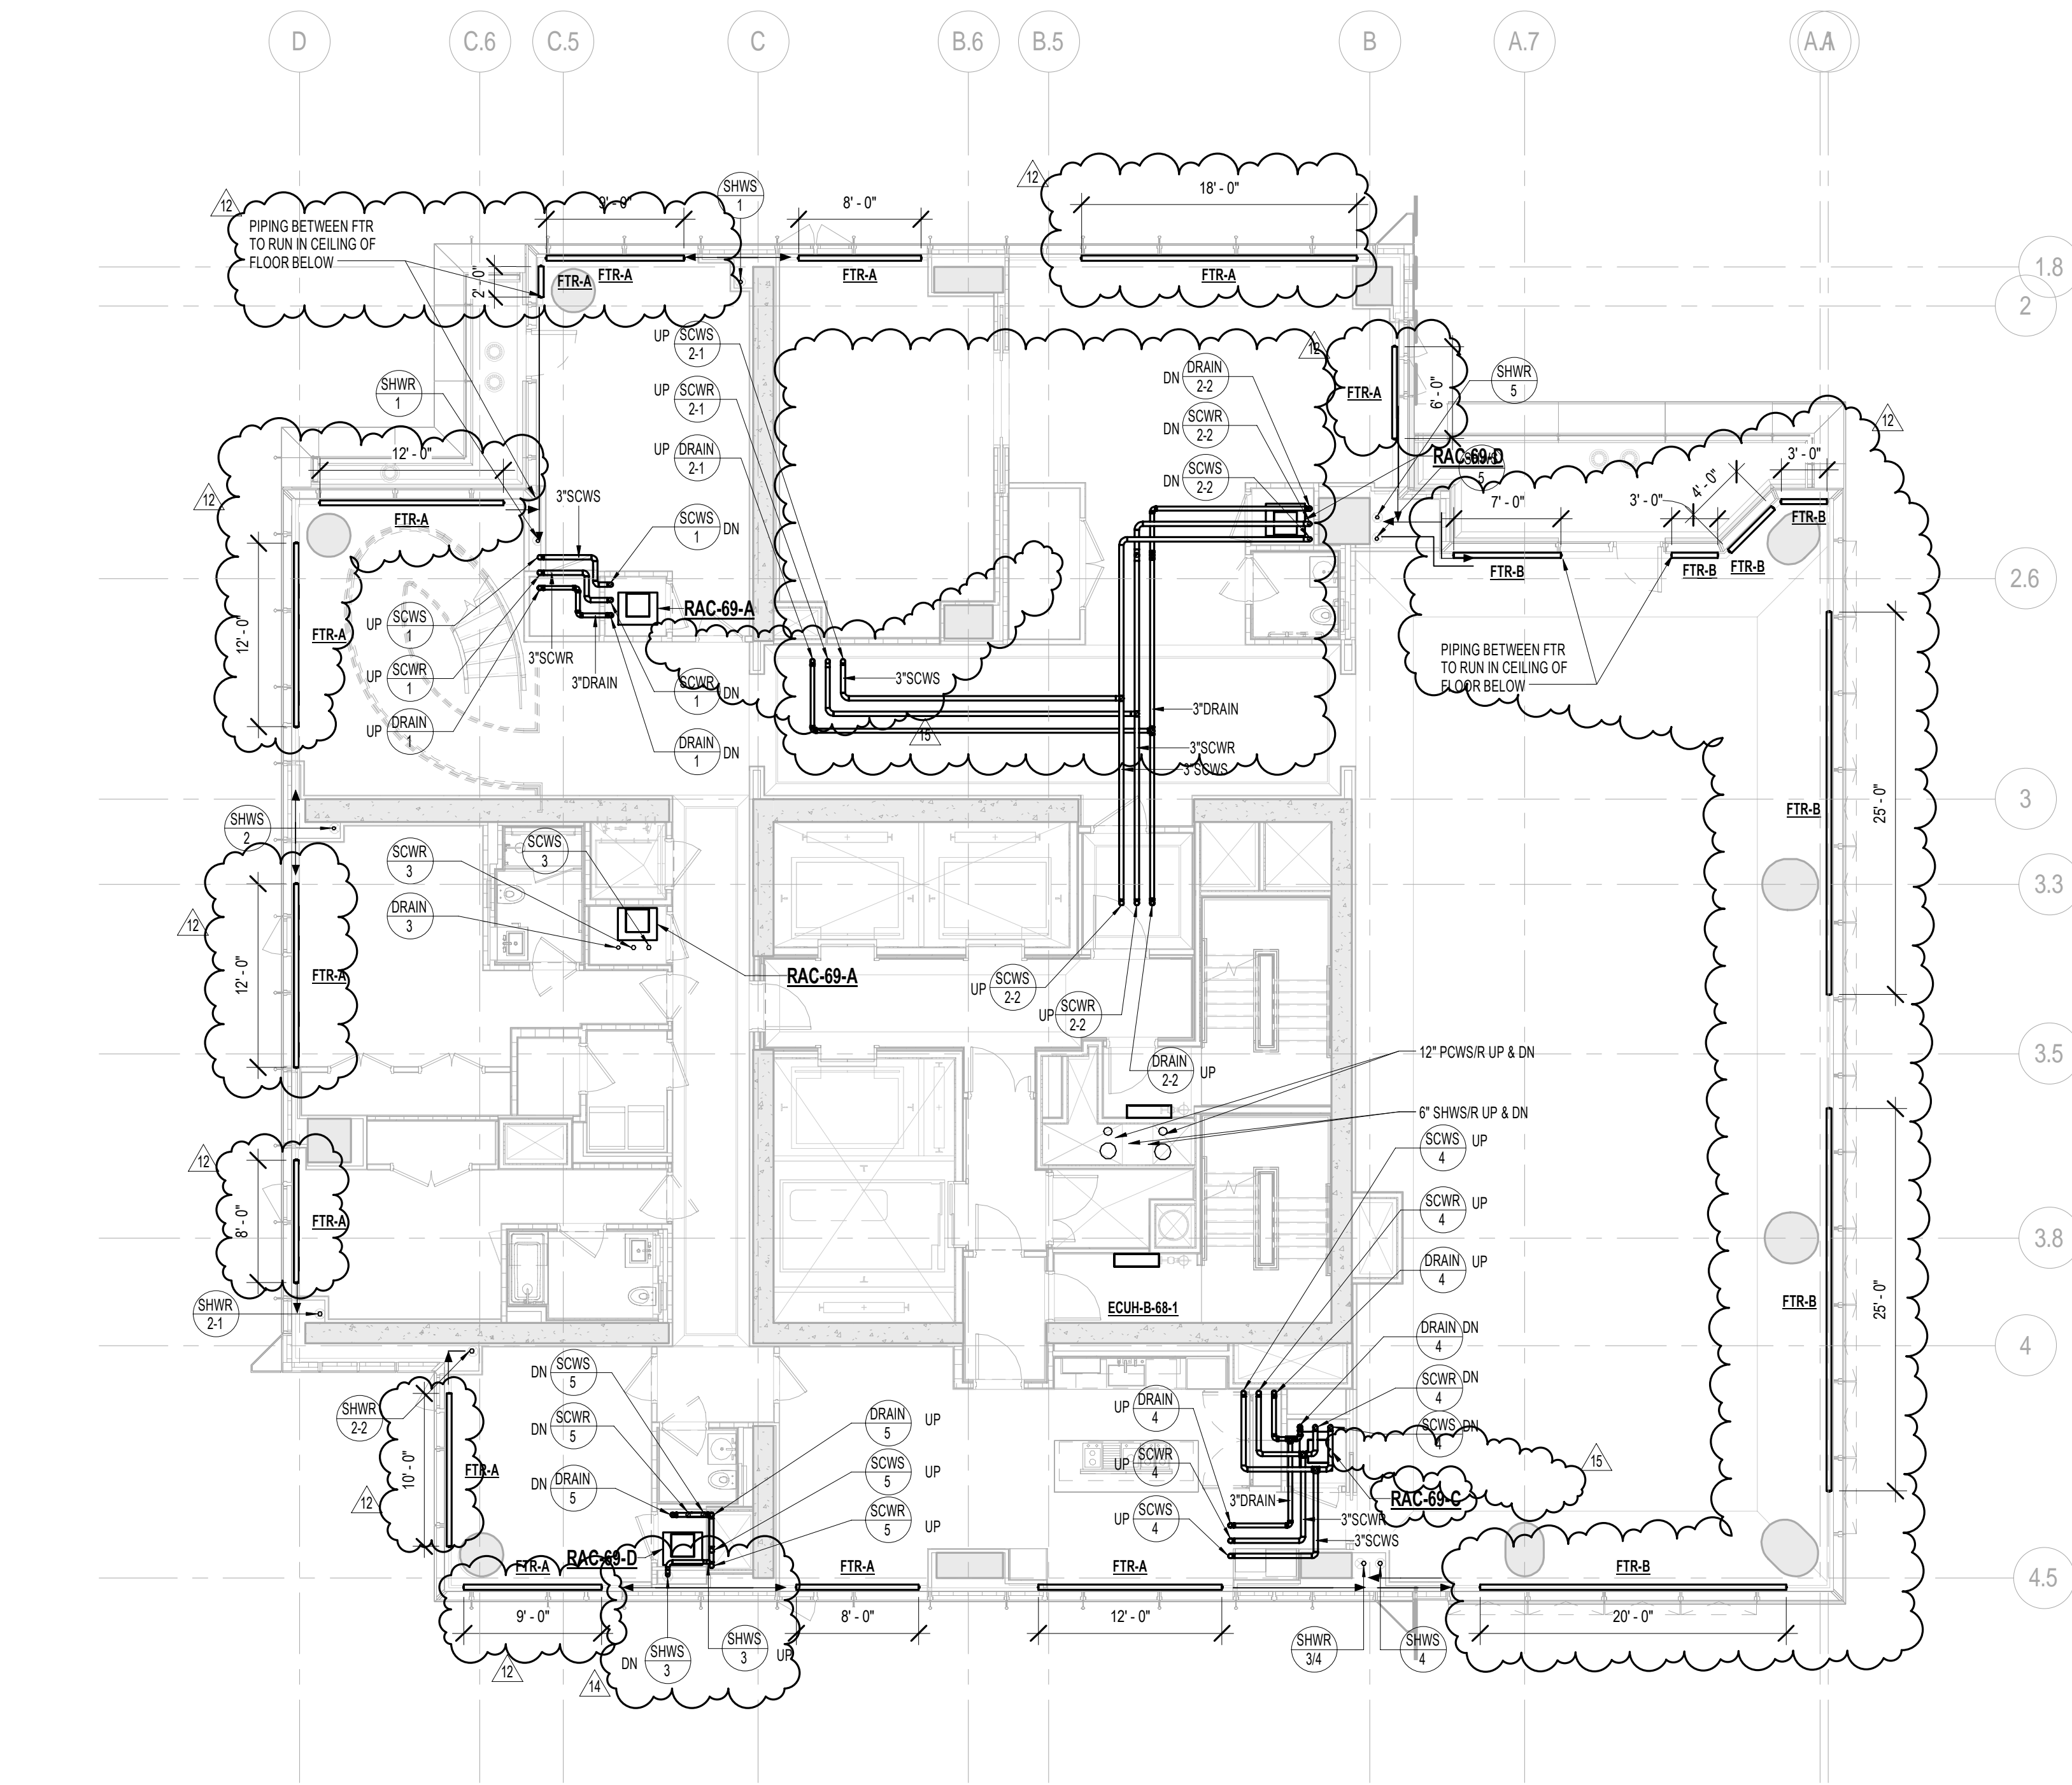 D
C.6
C.5
C
B.6
B.5
B
A.7
A.1
A
1.8
2
2.6
3
3.3
3.5
3.8
4
4.5
12
PIPING BETWEEN FTR
TO RUN IN CEILING OF
FLOOR BELOW
9' - 0"
2' - 0"
FTR-A
FTR-A
SHWS
1
8' - 0"
FTR-A
12
18' - 0"
FTR-A
UP
SCWS
2-1
UP
SCWR
2-1
UP
DRAIN
2-1
DN
DRAIN
2-2
DN
SCWR
2-2
DN
SCWS
2-2
12
FTR-A
6' - 0"
SHWR
5
RAC-69-D
SHWS
5
12
3' - 0"
4' - 0"
3' - 0"
7' - 0"
FTR-B
FTR-B
FTR-B
FTR-B
PIPING BETWEEN FTR
TO RUN IN CEILING OF
FLOOR BELOW
SHWR
1
12' - 0"
12
FTR-A
12' - 0"
FTR-A
3"SCWS
SCWS
1
DN
RAC-69-A
UP
SCWS
1
UP
SCWR
1
UP
DRAIN
1
3"SCWR
3"DRAIN
SCWR
1
DN
DRAIN
1
DN
3"SCWS
15
3"DRAIN
3"SCWR
3"SCWS
FTR-B
25' - 0"
SHWS
2
SCWR
3
SCWS
3
DRAIN
3
12
12' - 0"
FTR-A
RAC-69-A
UP
SCWS
2-2
UP
SCWR
2-2
DRAIN
2-2
UP
12" PCWS/R UP & DN
6" SHWS/R UP & DN
SCWS
4
UP
SCWR
4
UP
DRAIN
4
UP
12
8' - 0"
FTR-A
SHWR
2-1
ECUH-B-68-1
FTR-B
25' - 0"
DRAIN
4
DN
SCWR
4
DN
SCWS
4
DN
SHWR
2-2
12
10' - 0"
FTR-A
DN
SCWS
5
DN
SCWR
5
DN
DRAIN
5
DRAIN
5
UP
SCWS
5
UP
SCWR
5
UP
UP
DRAIN
4
UP
SCWR
4
UP
SCWS
4
3"DRAIN
3"SCWR
3"SCWS
RAC-69-C
15
RAC-69-D
FTR-A
FTR-A
FTR-A
FTR-B
9' - 0"
8' - 0"
12' - 0"
20' - 0"
12
14
DN
SHWS
3
SHWS
3
UP
SHWR
3/4
SHWS
4